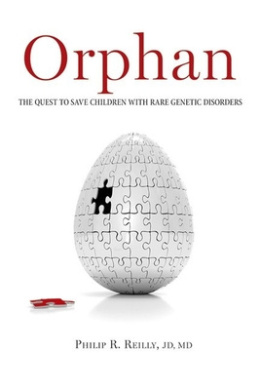 Orphan
THE QUEST TO SAVE CHILDREN WITH RARE GENETIC DISORDERS
PHILIP R. REILLY, JD, MD